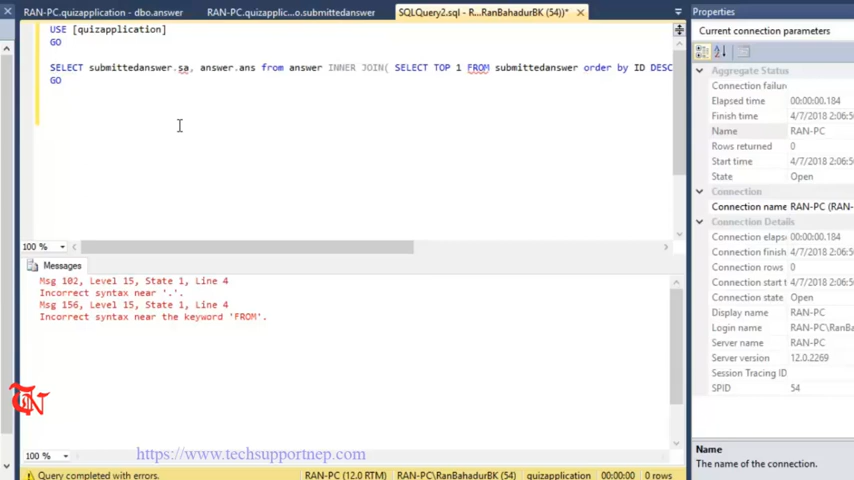 RAN-PC.quizapplication - dbo.answer
RAN-PC.quizapplic...o.submittedanswer
SQLQuery2.sql - R...RanBahadurBK (54))*
USE [quizapplication]
GO
SELECT submittedanswer.sa, answer.ans from answer INNER JOIN( SELECT TOP 1 FROM submittedanswer order by ID DESC
GO
100 %
Messages
Msg 102, Level 15, State 1, Line 4
Incorrect syntax near '.'.
Msg 156, Level 15, State 1, Line 4
Incorrect syntax near the keyword 'FROM'.
TN
100 %
https://www.techsupportnep.com
Query completed with errors.
RAN-PC (12.0 RTM)
RAN-PC\RanBahadurBK (54)
quizapplication
00:00:00
0 rows
Properties
Current connection parameters
Aggregate Status
Connection failur
Elapsed time 00:00:00.184
Finish time 4/7/2018 2:06:5
Name RAN-PC
Rows returned 0
Start time 4/7/2018 2:06:5
State Open
Connection
Connection name RAN-PC (RAN-
Connection Details
Connection elaps 00:00:00.184
Connection finish 4/7/2018 2:06:5
Connection rows 0
Connection start t 4/7/2018 2:06:5
Connection state Open
Display name RAN-PC
Login name RAN-PC\RanBa
Server name RAN-PC
Server version 12.0.2269
Session Tracing ID
SPID 54
Name
The name of the connection.